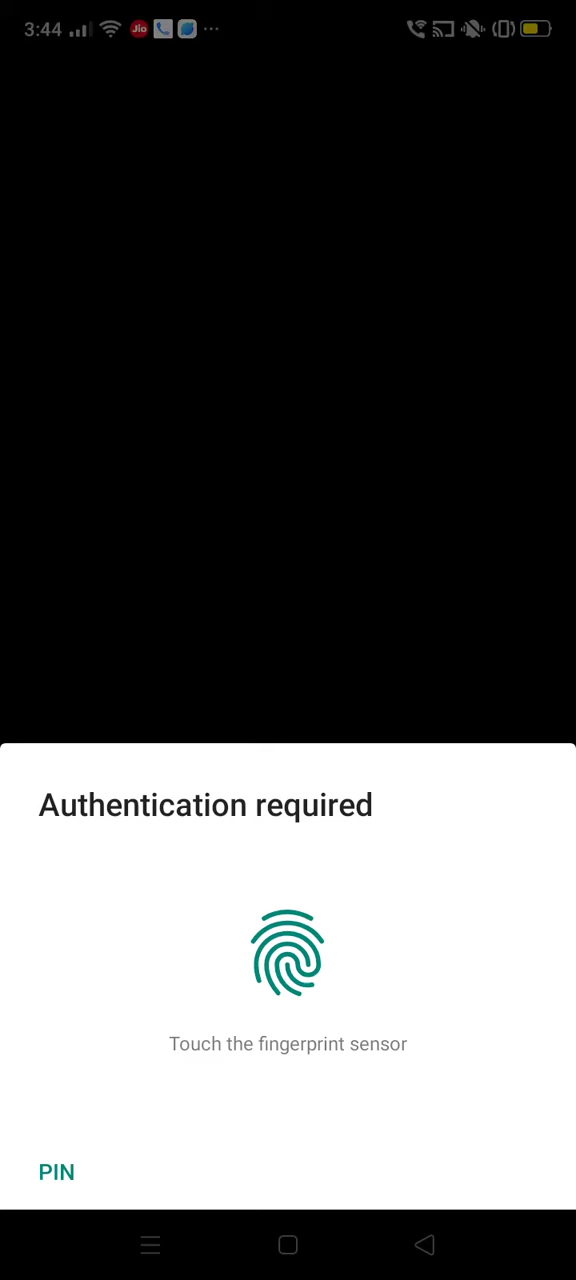 3:44 Jio
Authentication required
Touch the fingerprint sensor
PIN